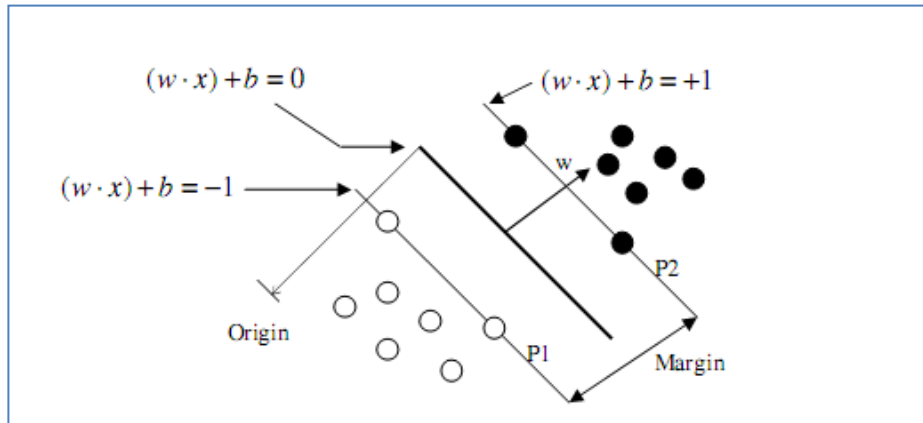 (w · x) + b = 0
(w · x) + b = +1
w
(w · x) + b = −1
P2
Origin
P1
Margin